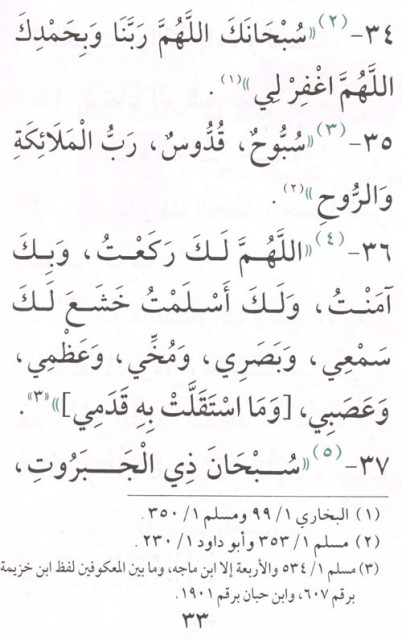 ٣٤-(٢)((سُبْحَانَكَ اللَّهُمَّ رَبَّنَا وَبِحَمْدِكَ
اللَّهُمَّ اغْفِرْ لِي))(١).
٣٥-(٣)((سُبُّوحٌ، قُدُّوسٌ، رَبُّ الْمَلَائِكَةِ
وَالرُّوحِ))(٢).
٣٦-(٤)((اللَّهُمَّ لَكَ رَكَعْتُ، وَبِكَ
آمَنْتُ، وَلَكَ أَسْلَمْتُ خَشَعَ لَكَ
سَمْعِي، وَبَصَرِي، وَمُخِّي، وَعَظْمِي،
وَعَصَبِي، [وَمَا اسْتَقَلَّتْ بِهِ قَدَمِي]))(٣).
٣٧-(٥)((سُبْحَانَ ذِي الْجَبَرُوتِ،
(١) البخاري ١/ ٩٩ ومسلم ١/ ٣٥٠.
(٢) مسلم ١/ ٣٥٣ وأبو داود ١/ ٢٣٠.
(٣) مسلم ١/ ٥٣٤ والأربعة إلا ابن ماجه، وما بين المعكوفين لفظ ابن خزيمة
برقم ٦٠٧، وابن حبان برقم ١٩٠١.
٣٣